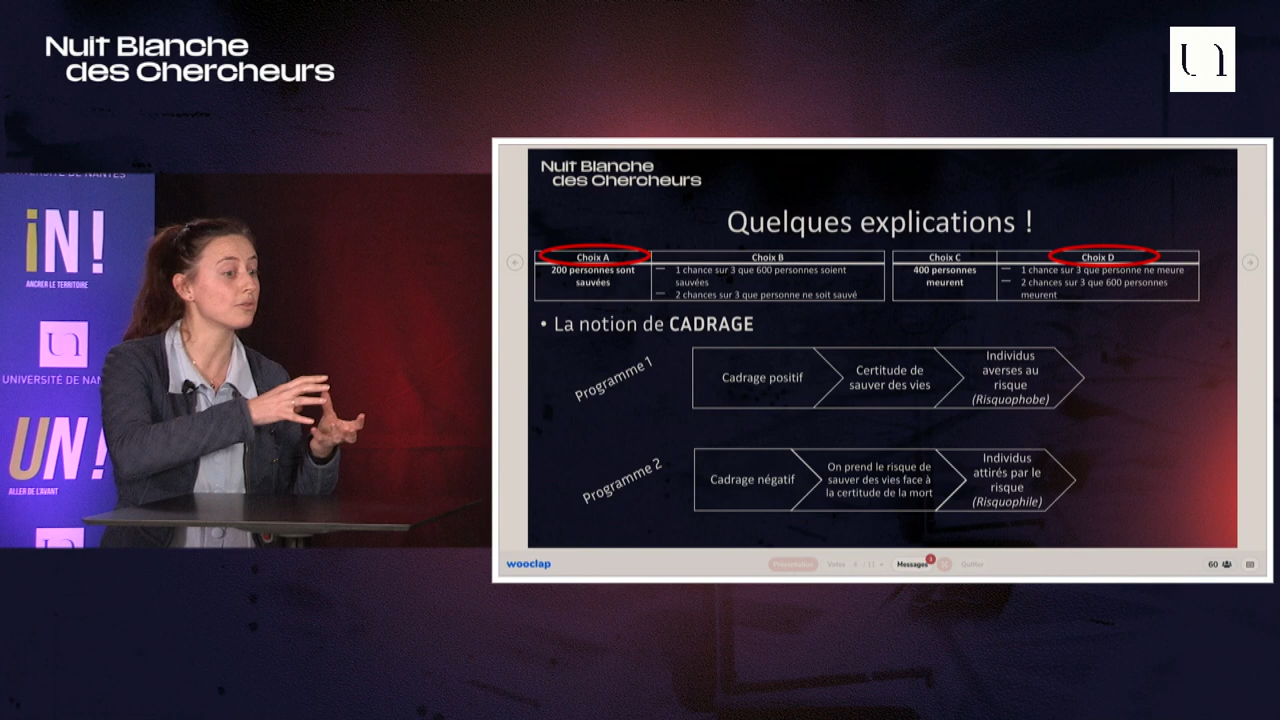 Nuit Blanche
des Chercheurs
UNIVERSITÉ DE NANTES
iN!
ANCRER LE TERRITOIRE
UNIVERSITÉ DE NAN
UN!
ALLER DE L'AVANT
Nuit Blanche
des Chercheurs
Quelques explications !
Choix A
Choix B
200 personnes sont
sauvées
— 1 chance sur 3 que 600 personnes soient
sauvées
— 2 chances sur 3 que personne ne soit sauvé
Choix C
Choix D
400 personnes
meurent
— 1 chance sur 3 que personne ne meure
— 2 chances sur 3 que 600 personnes
meurent
• La notion de CADRAGE
Programme 1
Cadrage positif
Certitude de
sauver des vies
Individus
averses au
risque
(Risquophobe)
Programme 2
Cadrage négatif
On prend le risque de
sauver des vies face à
la certitude de la mort
Individus
attirés par le
risque
(Risquophile)
wooclap
Présentation
Votes
/ 11
Messages
Quitter
60